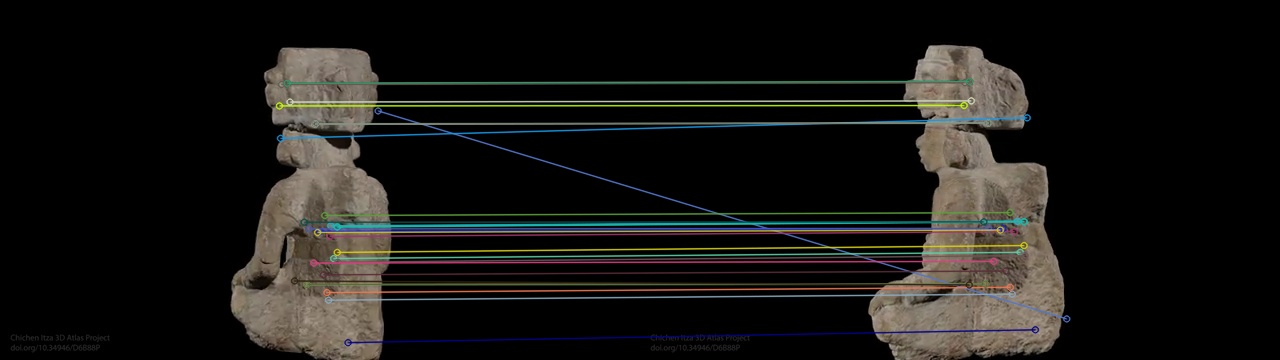 Chichen Itza 3D Atlas Project
doi.org/10.34946/D6B88P
Chichen Itza 3D Atlas Project
doi.org/10.34946/D6B88P